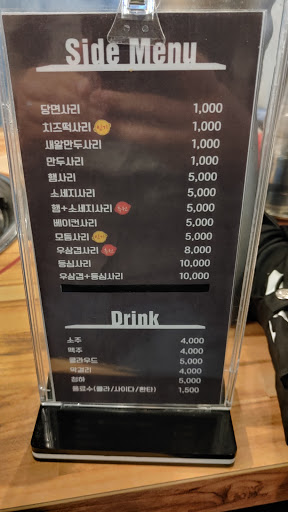 Side Menu
당면사리 1,000
치즈떡사리 1,000
새알만두사리 1,000
만두사리 1,000
햄사리 5,000
소세지사리 5,000
햄+소세지사리 5,000
베이컨사리 5,000
모듬사리 5,000
우삼겹사리 8,000
등심사리 10,000
우삼겹+등심사리 10,000
Drink
소주 4,000
맥주 4,000
클라우드 5,000
막걸리 4,000
청하 5,000
음료수(콜라/사이다/환타) 1,500